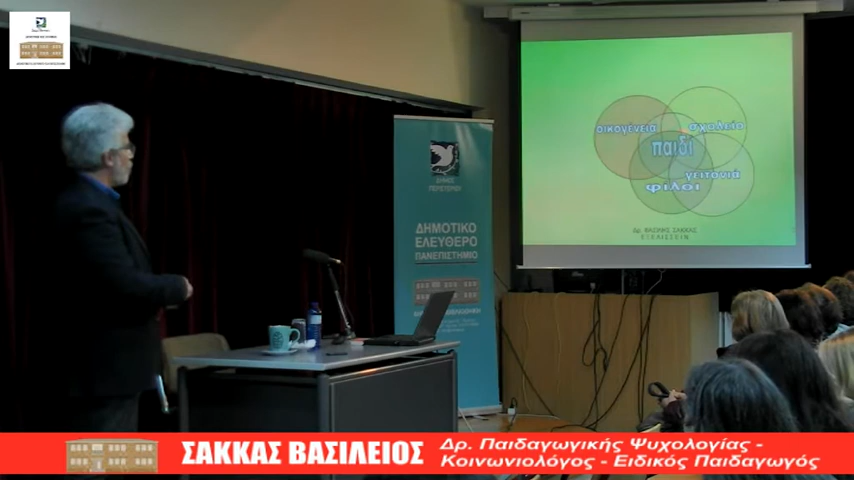 ΔΗΜΟΣ
ΠΕΡΙΣΤΕΡΙΟΥ
ΔΗΜΟΤΙΚΟ
ΕΛΕΥΘΕΡΟ
ΠΑΝΕΠΙΣΤΗΜΙΟ
οικογένεια
σχολείο
παιδί
γειτονιά
φίλοι
Δρ. ΒΑΣΙΛΗΣ ΣΑΚΚΑΣ
ΕΞΕΛΙΣΣΕΙΝ
ΣΑΚΚΑΣ ΒΑΣΙΛΕΙΟΣ
Δρ. Παιδαγωγικής Ψυχολογίας -
Κοινωνιολόγος - Ειδικός Παιδαγωγός